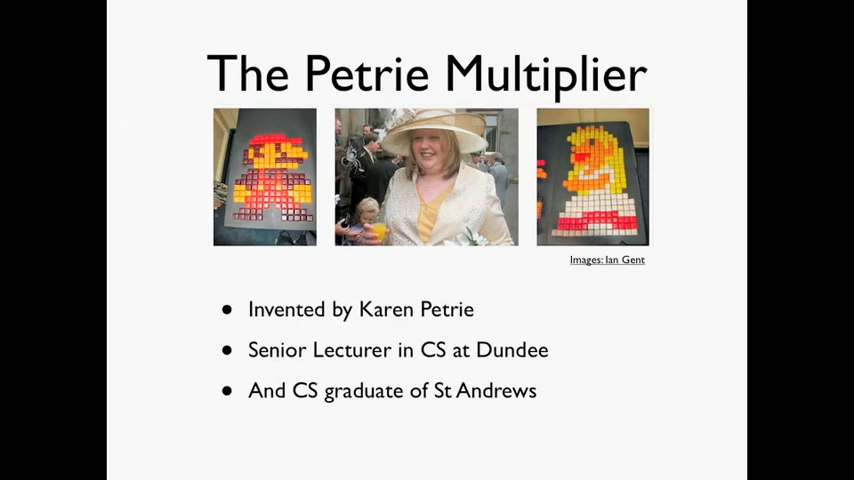 The Petrie Multiplier
Images: Ian Gent
• Invented by Karen Petrie
• Senior Lecturer in CS at Dundee
• And CS graduate of St Andrews